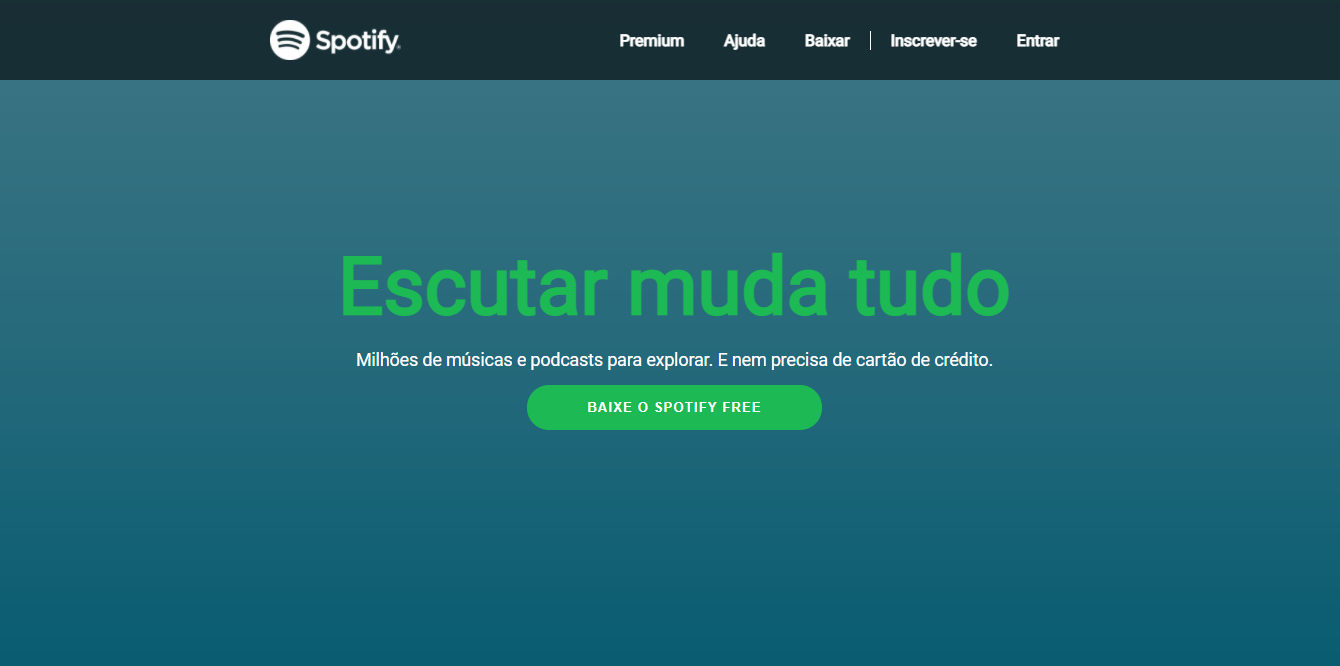 Spotify
Premium Ajuda Baixar Inscrever-se Entrar
Escutar muda tudo
Milhões de músicas e podcasts para explorar. E nem precisa de cartão de crédito.
BAIXE O SPOTIFY FREE